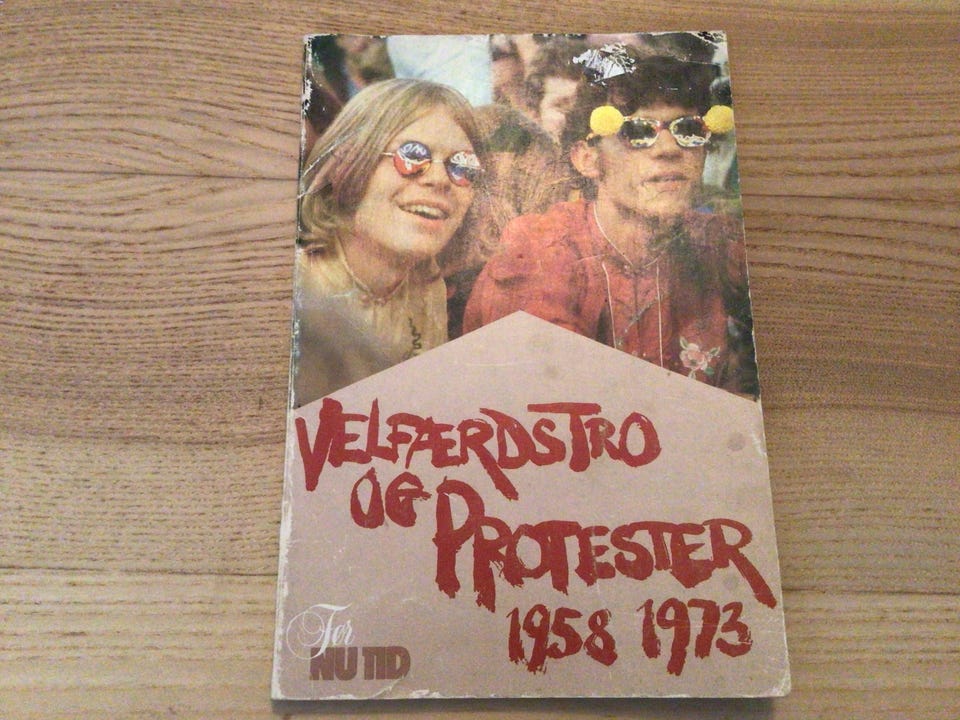 VELFÆRDSTRO
OG
PROTESTER
1958 1973
Før
NU TID